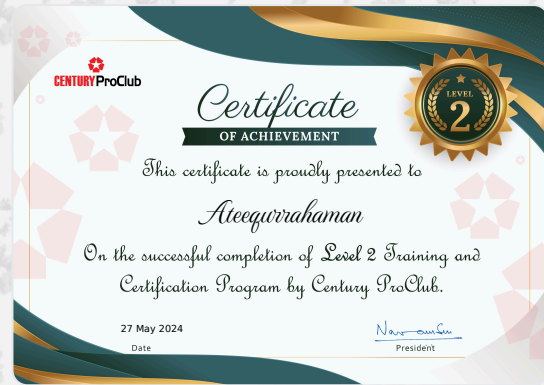 CENTURY ProClub
LEVEL
2
Certificate
OF ACHIEVEMENT
This certificate is proudly presented to
Ateequrrahaman
On the successful completion of Level 2 Training and
Certification Program by Century ProClub.
27 May 2024
Date
President